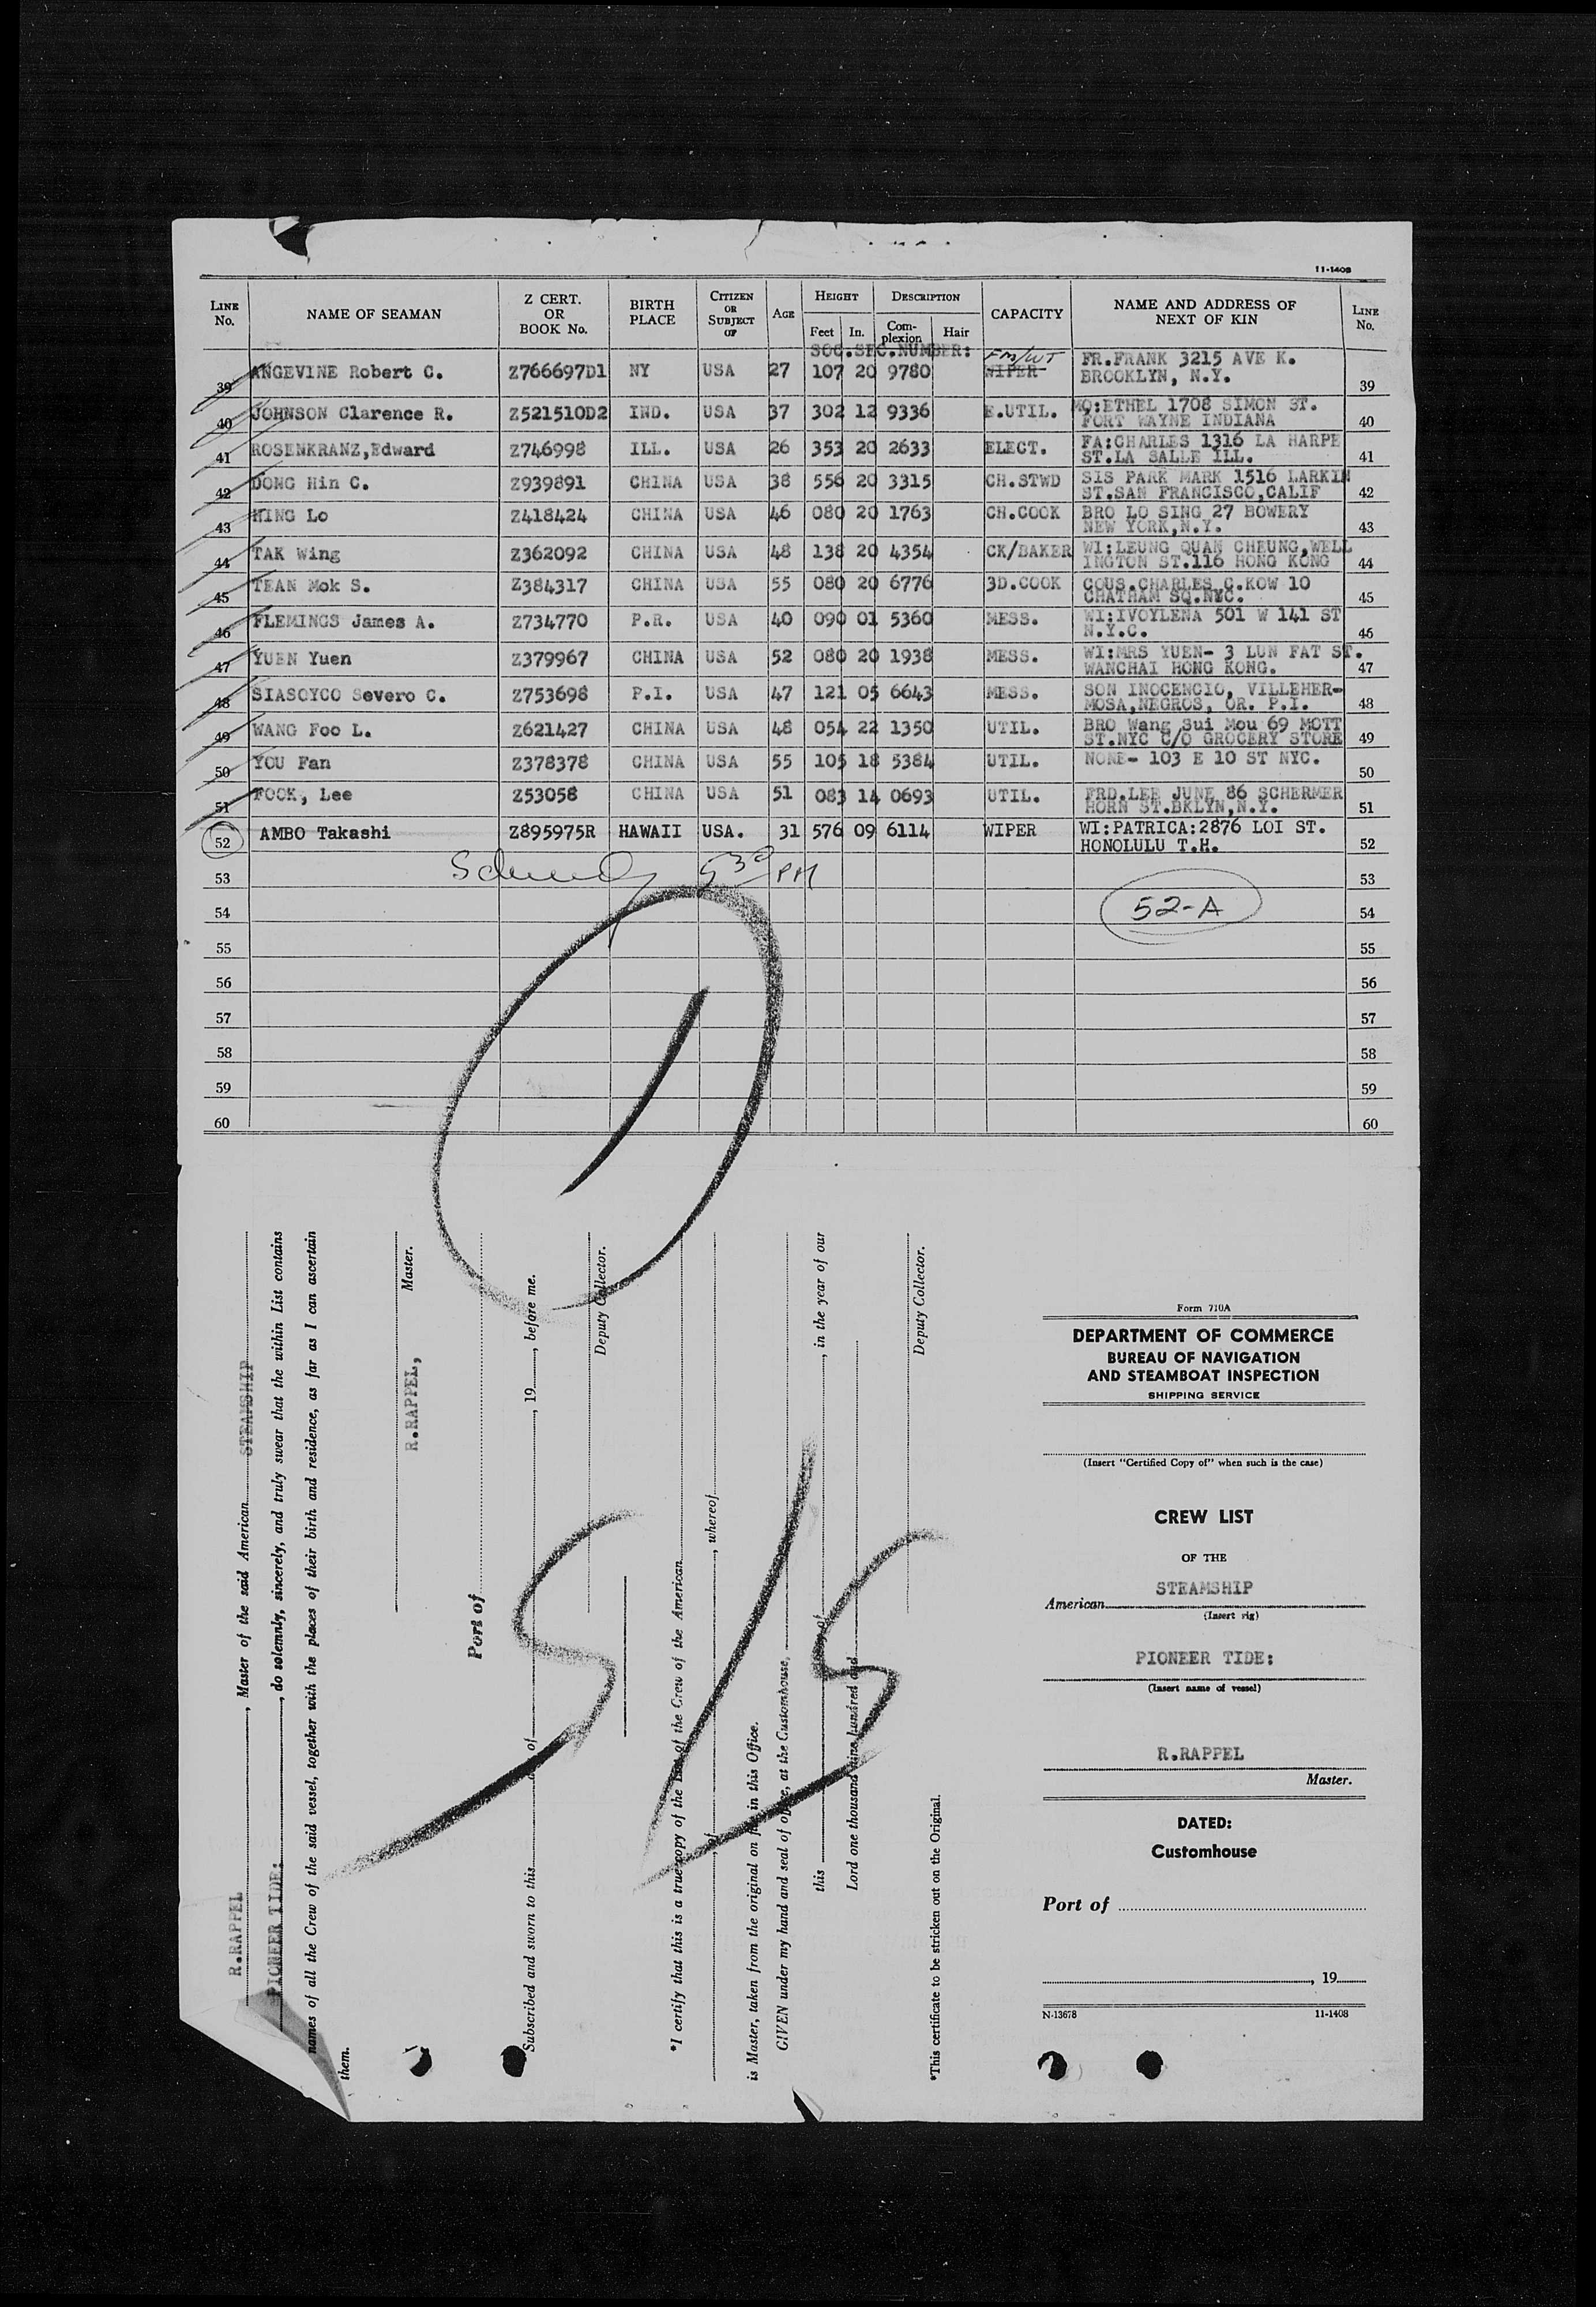 11-1408
LINE No. NAME OF SEAMAN Z CERT. OR BOOK No. BIRTH PLACE CITIZEN OR SUBJECT OF AGE HEIGHT Feet In. DESCRIPTION Com-plexion Hair CAPACITY NAME AND ADDRESS OF NEXT OF KIN LINE No.
SOC.SEC.NUMBER:
39 ANGEVINE Robert C. Z766697D1 NY USA 27 107 20 9780 FM/WT WIPER FR.FRANK 3215 AVE K. 39
BROOKLYN, N.Y.
40 JOHNSON Clarence R. Z521510D2 IND. USA 37 302 12 9336 E.UTIL. MO:ETHEL 1708 SIMON ST. 40
FORT WAYNE INDIANA
41 ROSENKRANZ,Edward Z746998 ILL. USA 26 353 20 2633 ELECT. FA:CHARLES 1316 LA HARPE 41
ST.LA SALLE ILL.
42 DONG Hin C. Z939891 CHINA USA 38 556 20 3315 CH.STWD SIS PARK MARK 1516 LARKIN 42
ST.SAN FRANCISCO,CALIF
43 HING Lo Z418424 CHINA USA 46 080 20 1763 CH.COOK BRO LO SING 27 BOWERY 43
NEW YORK,N.Y.
44 TAK Wing Z362092 CHINA USA 48 138 20 4354 CK/BAKER WI:LEUNG QUAN CHEUNG,WELL 44
INGTON ST.116 HONG KONG
45 TEAN Mok S. Z384317 CHINA USA 55 080 20 6776 3D.COOK COUS.CHARLES C.KOW 10 45
CHATHAM SQ.NYC.
46 FLEMINGS James A. Z734770 P.R. USA 40 090 01 5360 MESS. WI:IVOYLENA 501 W 141 ST 46
N.Y.C.
47 YUEN Yuen Z379967 CHINA USA 52 080 20 1938 MESS. WI:MRS YUEN- 3 LUN FAT ST. 47
WANCHAI HONG KONG.
48 SIASOYCO Severo C. Z753698 P.I. USA 47 121 05 6643 MESS. SON INOCENCIO, VILLEHER- 48
MOSA,NEGROS, OR. P.I.
49 WANG Foo L. Z621427 CHINA USA 48 054 22 1350 UTIL. BRO Wang Sui Mou 69 MOTT 49
ST.NYC C/O GROCERY STORE
50 YOU Fan Z378378 CHINA USA 55 105 18 5384 UTIL. NONE- 103 E 10 ST NYC. 50
51 FOCK, Lee Z53058 CHINA USA 51 083 14 0693 UTIL. FRD.LEE JUNE 86 SCHERMER 51
HORN ST.BKLYN,N.Y.
52 AMBO Takashi Z895975R HAWAII USA. 31 576 09 6114 WIPER WI:PATRICA:2876 LOI ST. 52
HONOLULU T.H.
53 5 30 PM 53
54 52-A 54
55 55
56 56
57 57
58 58
59 59
60 60
1
5/5
R.RAPPEL, Master of the said American STEAMSHIP
PIONEER TIDE:, do solemnly, sincerely, and truly swear that the within List contains
names of all the Crew of the said vessel, together with the places of their birth and residence, as far as I can ascertain
them.
R.RAPPEL, Master.
Port of
Subscribed and sworn to this of , 19 , before me.
Deputy Collector.
*I certify that this is a true copy of the List of the Crew of the American
of , whereof
is Master, taken from the original on file in this Office.
GIVEN under my hand and seal of office, at the Customhouse,
this of , in the year of our
Lord one thousand nine hundred and
Deputy Collector.
*This certificate to be stricken out on the Original.
Form 710A
DEPARTMENT OF COMMERCE
BUREAU OF NAVIGATION
AND STEAMBOAT INSPECTION
SHIPPING SERVICE
(Insert "Certified Copy of" when such is the case)
CREW LIST
OF THE
American STEAMSHIP
(Insert rig)
PIONEER TIDE:
(Insert name of vessel)
R.RAPPEL
Master.
DATED:
Customhouse
Port of
, 19
N-13678 11-1408